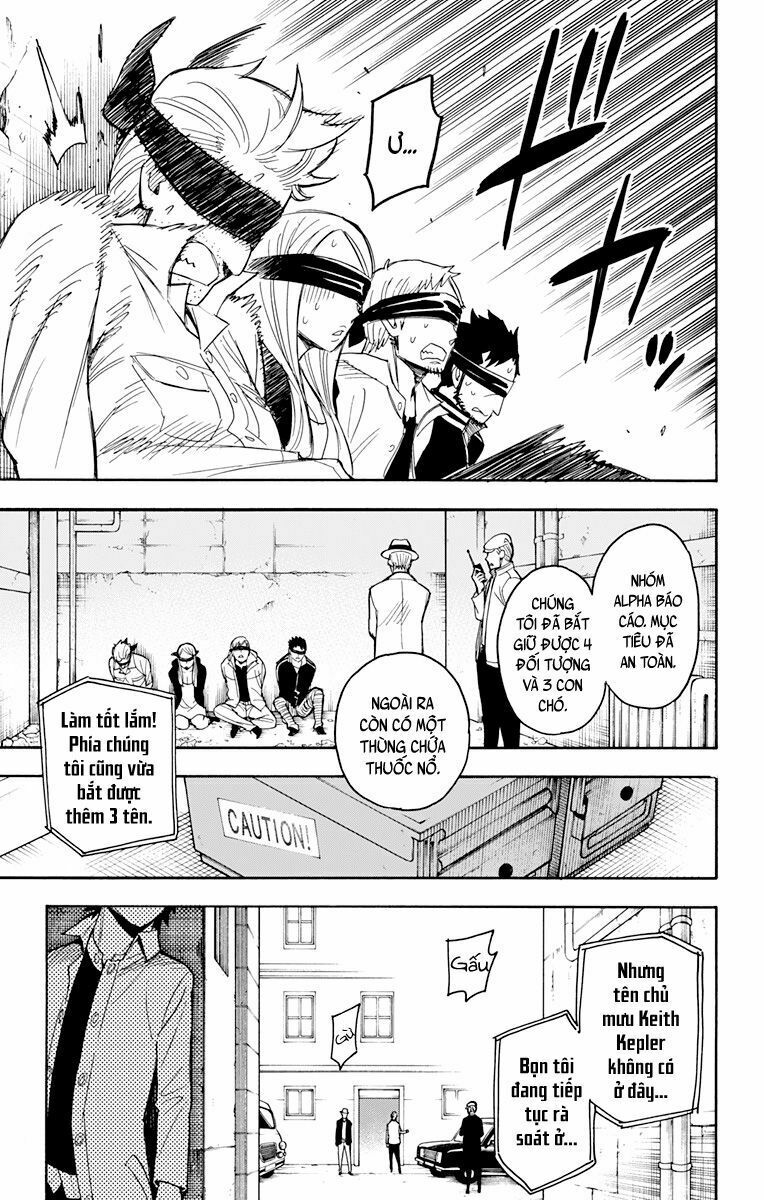 Ư...
ドドド
NHÓM
ALPHA BÁO
CÁO. MỤC
TIÊU ĐÃ
AN TOÀN.
CHÚNG
TÔI ĐÃ BẮT
GIỮ ĐƯỢC 4
ĐỐI TƯỢNG
VÀ 3 CON
CHÓ.
NGOÀI RA
CÒN CÓ MỘT
THÙNG CHỨA
THUỐC NỔ.
Làm tốt lắm!
Phía chúng
tôi cũng vừa
bắt được
thêm 3 tên.
CAUTION!
Nhưng
tên chủ
mưu Keith
Kepler
không có
ở đây...
Bọn tôi
đang tiếp
tục rà
soát ở...
Gấu
Gừ